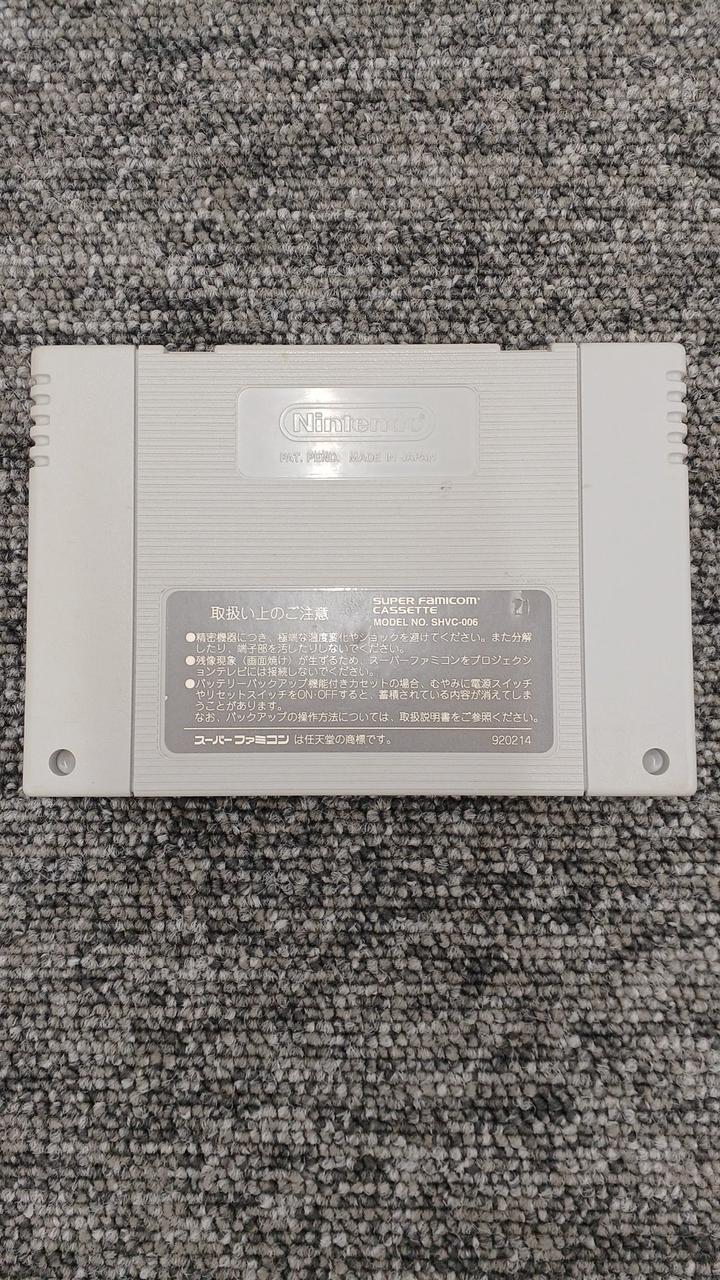 Nintendo®
PAT. PEND. MADE IN JAPAN
取扱い上のご注意
SUPER FAMICOM®
CASSETTE
MODEL NO. SHVC-006
●精密機器につき、極端な温度変化やショックを避けてください。また分解
したり、端子部を汚したりしないでください。
●残像現象(画面焼け)が生ずるため、スーパーファミコンをプロジェクシ
ョンテレビには接続しないでください。
●バッテリーバックアップ機能付きカセットの場合、むやみに電源スイッチ
やリセットスイッチをON・OFFすると、蓄積されている内容が消えてしま
うことがあります。
なお、バックアップの操作方法については、取扱説明書をご参照ください。
スーパーファミコン は任天堂の商標です。
920214